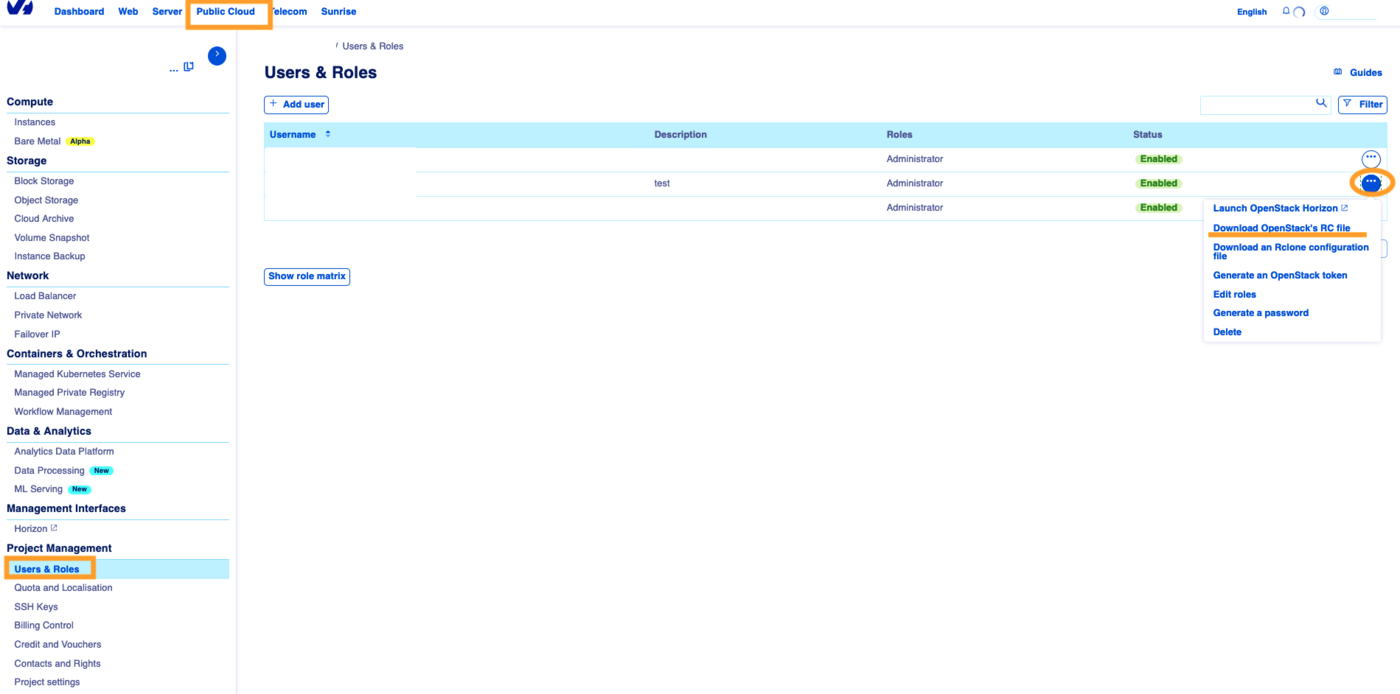 Dashboard Web Server Public Cloud Telecom Sunrise English
/ Users & Roles
...
Users & Roles
Guides
Compute
Instances
Bare Metal Alpha
Storage
Block Storage
Object Storage
Cloud Archive
Volume Snapshot
Instance Backup
Network
Load Balancer
Private Network
Failover IP
Containers & Orchestration
Managed Kubernetes Service
Managed Private Registry
Workflow Management
Data & Analytics
Analytics Data Platform
Data Processing New
ML Serving New
Management Interfaces
Horizon
Project Management
Users & Roles
Quota and Localisation
SSH Keys
Billing Control
Credit and Vouchers
Contacts and Rights
Project settings
+ Add user
Filter
Username Description Roles Status
Administrator Enabled
test Administrator Enabled
Administrator Enabled
Show role matrix
Launch OpenStack Horizon
Download OpenStack's RC file
Download an Rclone configuration
file
Generate an OpenStack token
Edit roles
Generate a password
Delete